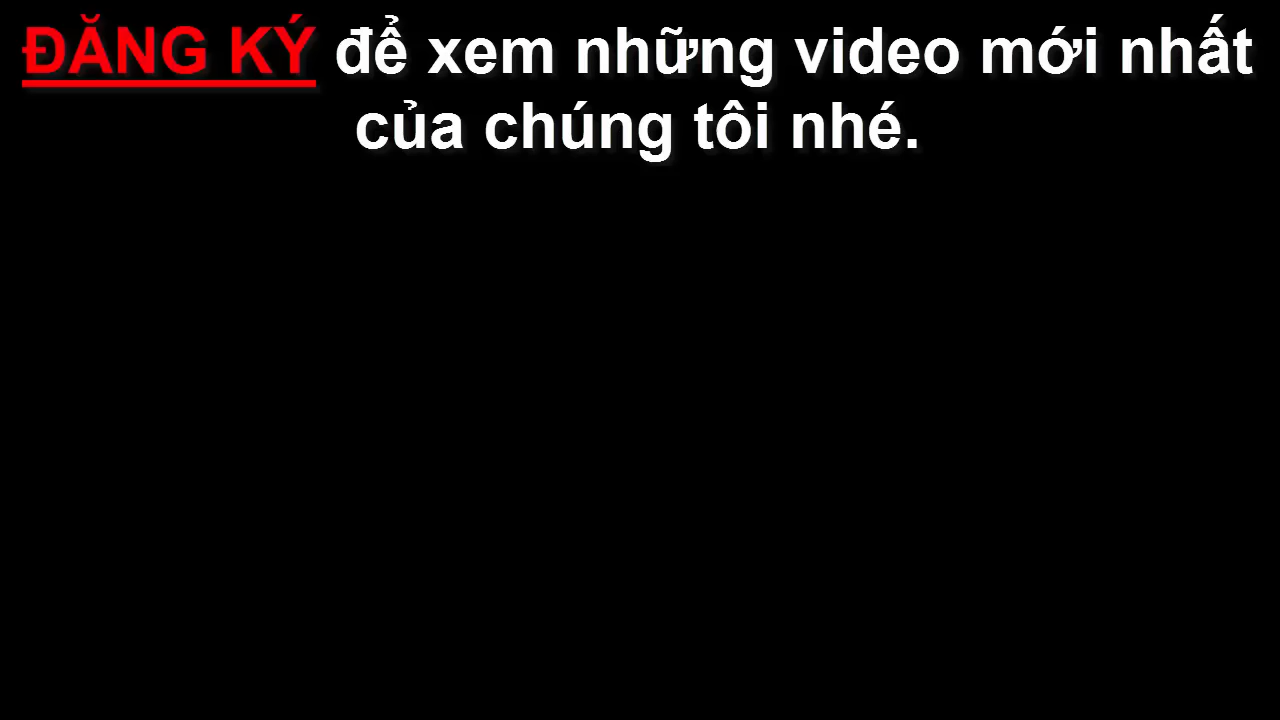 ĐĂNG KÝ để xem những video mới nhất
của chúng tôi nhé.